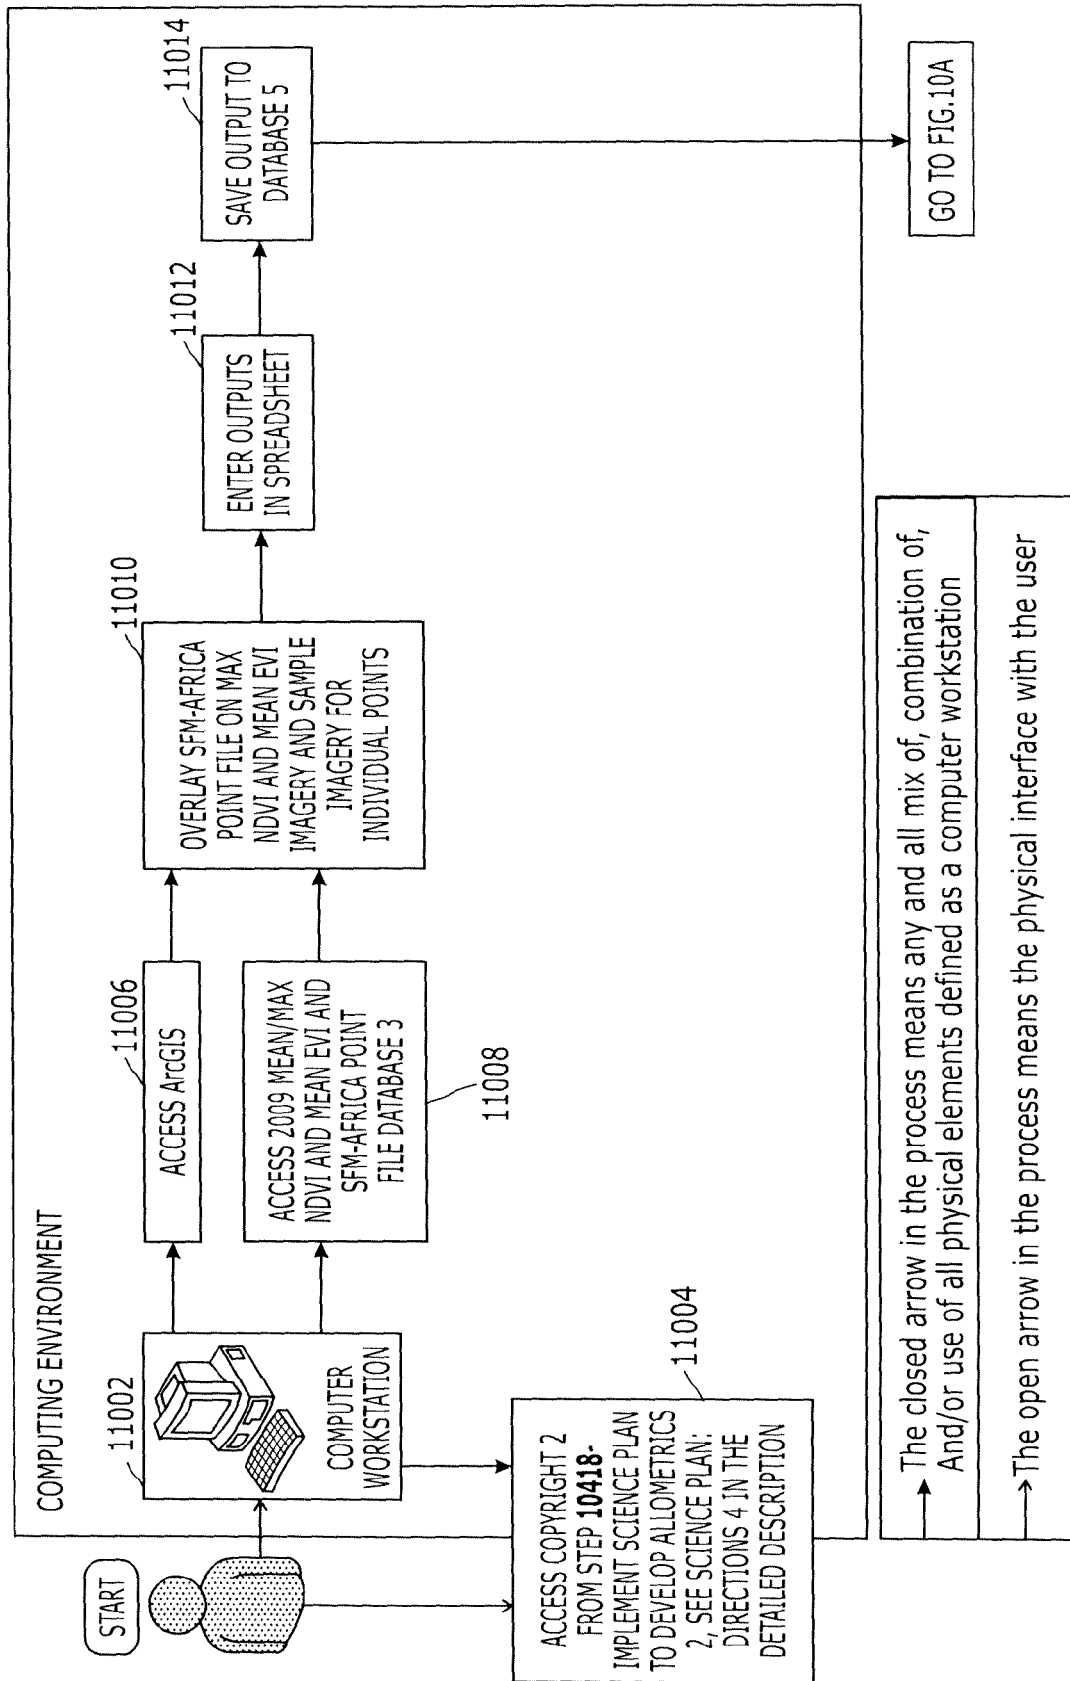 COMPUTING ENVIRONMENT
START
11002
COMPUTER
WORKSTATION
11004
ACCESS COPYRIGHT 2
FROM STEP 10418-
IMPLEMENT SCIENCE PLAN
TO DEVELOP ALLOMETRICS
2, SEE SCIENCE PLAN:
DIRECTIONS 4 IN THE
DETAILED DESCRIPTION
11006
ACCESS ArcGIS
ACCESS 2009 MEAN/MAX
NDVI AND MEAN EVI AND
SFM-AFRICA POINT
FILE DATABASE 3
11008
11010
OVERLAY SFM-AFRICA
POINT FILE ON MAX
NDVI AND MEAN EVI
IMAGERY AND SAMPLE
IMAGERY FOR
INDIVIDUAL POINTS
11012
ENTER OUTPUTS
IN SPREADSHEET
11014
SAVE OUTPUT TO
DATABASE 5
GO TO FIG.10A
The closed arrow in the process means any and all mix of, combination of,
And/or use of all physical elements defined as a computer workstation
The open arrow in the process means the physical interface with the user